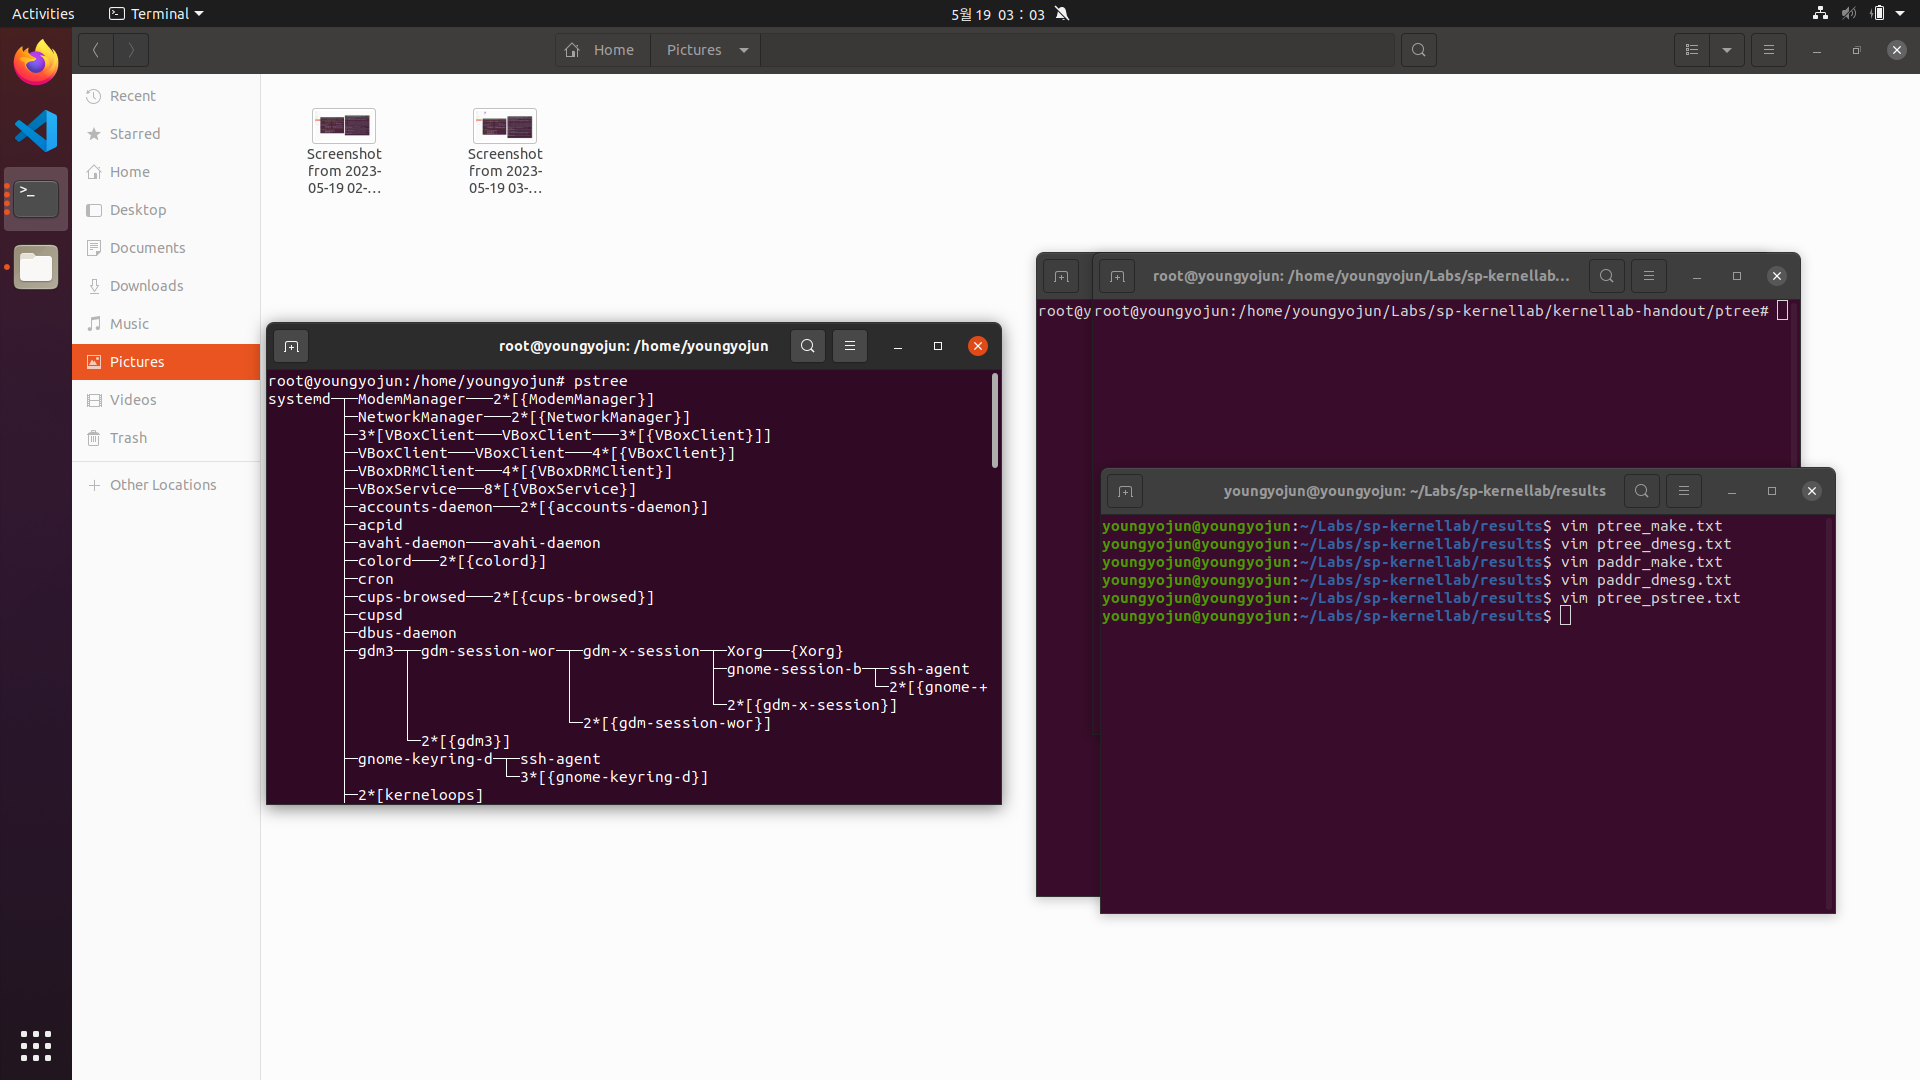 Activities
Terminal
5월 19 03 : 03
Home
Pictures
Recent
Starred
Home
Desktop
Documents
Downloads
Music
Pictures
Videos
Trash
Other Locations
Screenshot
from 2023-
05-19 02-…
Screenshot
from 2023-
05-19 03-…
root@youngyojun: /home/youngyojun
root@youngyojun:/home/youngyojun# pstree
systemd─┬─ModemManager───2*[{ModemManager}]
├─NetworkManager───2*[{NetworkManager}]
├─3*[VBoxClient───VBoxClient───3*[{VBoxClient}]]
├─VBoxClient───VBoxClient───4*[{VBoxClient}]
├─VBoxDRMClient───4*[{VBoxDRMClient}]
├─VBoxService───8*[{VBoxService}]
├─accounts-daemon───2*[{accounts-daemon}]
├─acpid
├─avahi-daemon───avahi-daemon
├─colord───2*[{colord}]
├─cron
├─cups-browsed───2*[{cups-browsed}]
├─cupsd
├─dbus-daemon
├─gdm3─┬─gdm-session-wor─┬─gdm-x-session─┬─Xorg───{Xorg}
│ │ │ ├─gnome-session-b─┬─ssh-agent
│ │ │ │ └─2*[{gnome-+
│ │ │ └─2*[{gdm-x-session}]
│ │ └─2*[{gdm-session-wor}]
│ └─2*[{gdm3}]
├─gnome-keyring-d─┬─ssh-agent
│ └─3*[{gnome-keyring-d}]
├─2*[kerneloops]
root@y
root@youngyojun: /home/youngyojun/Labs/sp-kernellab…
root@youngyojun:/home/youngyojun/Labs/sp-kernellab/kernellab-handout/ptree#
youngyojun@youngyojun: ~/Labs/sp-kernellab/results
youngyojun@youngyojun:~/Labs/sp-kernellab/results$ vim ptree_make.txt
youngyojun@youngyojun:~/Labs/sp-kernellab/results$ vim ptree_dmesg.txt
youngyojun@youngyojun:~/Labs/sp-kernellab/results$ vim paddr_make.txt
youngyojun@youngyojun:~/Labs/sp-kernellab/results$ vim paddr_dmesg.txt
youngyojun@youngyojun:~/Labs/sp-kernellab/results$ vim ptree_pstree.txt
youngyojun@youngyojun:~/Labs/sp-kernellab/results$